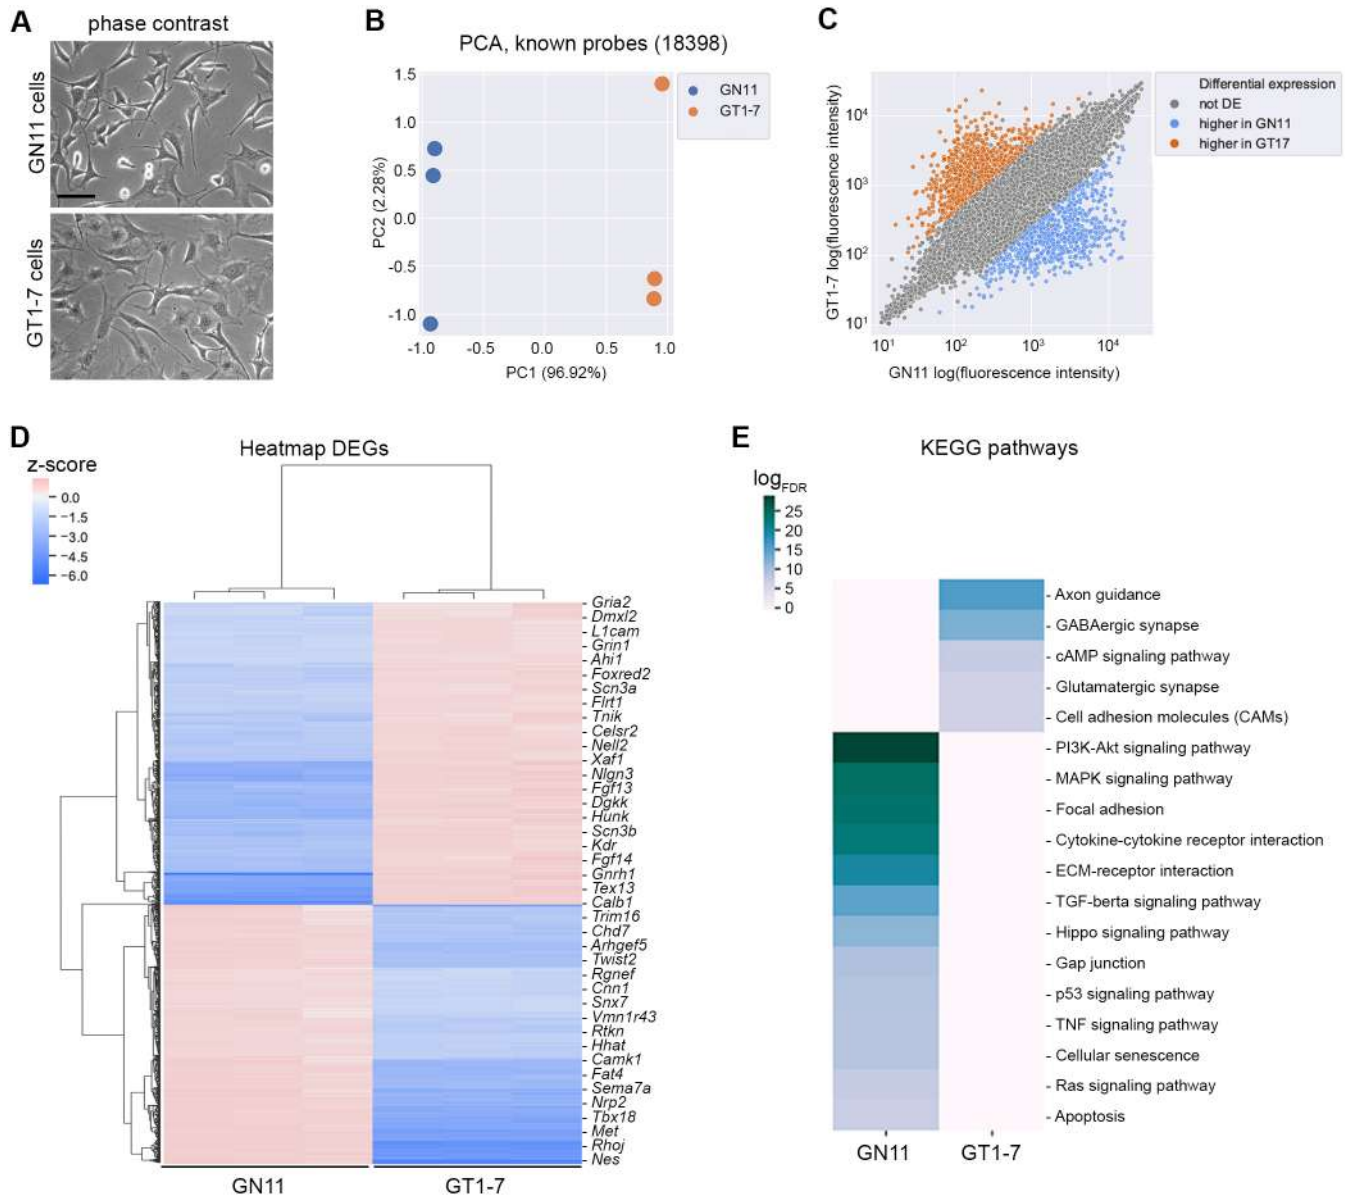 A
phase contrast
GN11 cells
GT1-7 cells
B
PCA, known probes (18398)
1.5
1.0
0.5
0.0
-0.5
-1.0
PC2 (2.28%)
-1.0 -0.5 0.0 0.5 1.0
PC1 (96.92%)
GN11
GT1-7
C
GT1-7 log(fluorescence intensity)
10⁴
10³
10²
10¹
10¹ 10² 10³ 10⁴
GN11 log(fluorescence intensity)
Differential expression
not DE
higher in GN11
higher in GT17
D
Heatmap DEGs
z-score
0.0
-1.5
-3.0
-4.5
-6.0
Gria2
Dmxl2
L1cam
Grin1
Ahi1
Foxred2
Scn3a
Flrt1
Tnik
Celsr2
Nell2
Xaf1
Nlgn3
Fgf13
Dgkk
Hunk
Scn3b
Kdr
Fgf14
Gnrh1
Tex13
Calb1
Trim16
Chd7
Arhgef5
Twist2
Rgnef
Cnn1
Snx7
Vmn1r43
Rtkn
Hhat
Camk1
Fat4
Sema7a
Nrp2
Tbx18
Met
Rhoj
Nes
GN11 GT1-7
E
KEGG pathways
log FDR
25
20
15
10
5
0
Axon guidance
GABAergic synapse
cAMP signaling pathway
Glutamatergic synapse
Cell adhesion molecules (CAMs)
PI3K-Akt signaling pathway
MAPK signaling pathway
Focal adhesion
Cytokine-cytokine receptor interaction
ECM-receptor interaction
TGF-berta signaling pathway
Hippo signaling pathway
Gap junction
p53 signaling pathway
TNF signaling pathway
Cellular senescence
Ras signaling pathway
Apoptosis
GN11 GT1-7